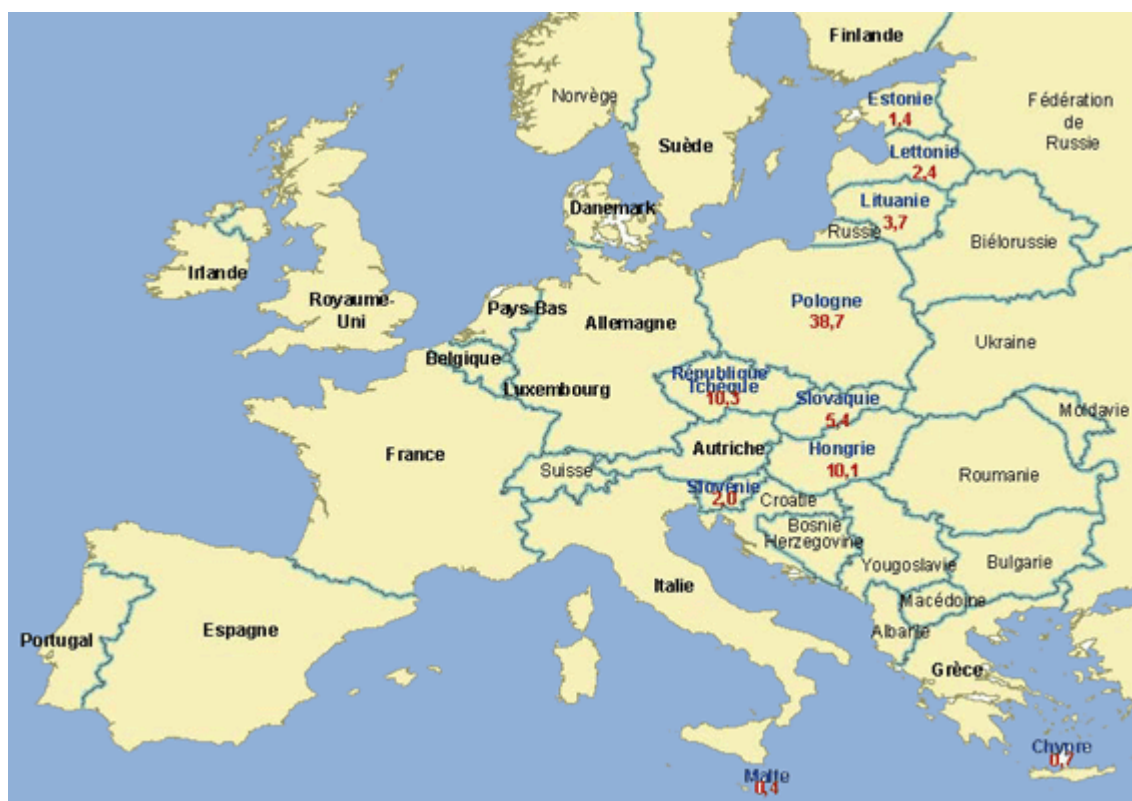 Finlande
Norvège
Estonie
1,4
Fédération
de
Russie
Suède
Lettonie
2,4
Danemark
Lituanie
3,7
Russie
Biélorussie
Irlande
Royaume-
Uni
Pays-Bas
Allemagne
Pologne
38,7
Ukraine
Belgique
Luxembourg
République
Tchèque
10,3
Slovaquie
5,4
Moldavie
France
Suisse
Autriche
Hongrie
10,1
Roumanie
Slovénie
2,0
Croatie
Bosnie
Herzegovine
Yougoslavie
Bulgarie
Italie
Macédoine
Albanie
Portugal
Espagne
Grèce
Chypre
0,7
Malte
0,4